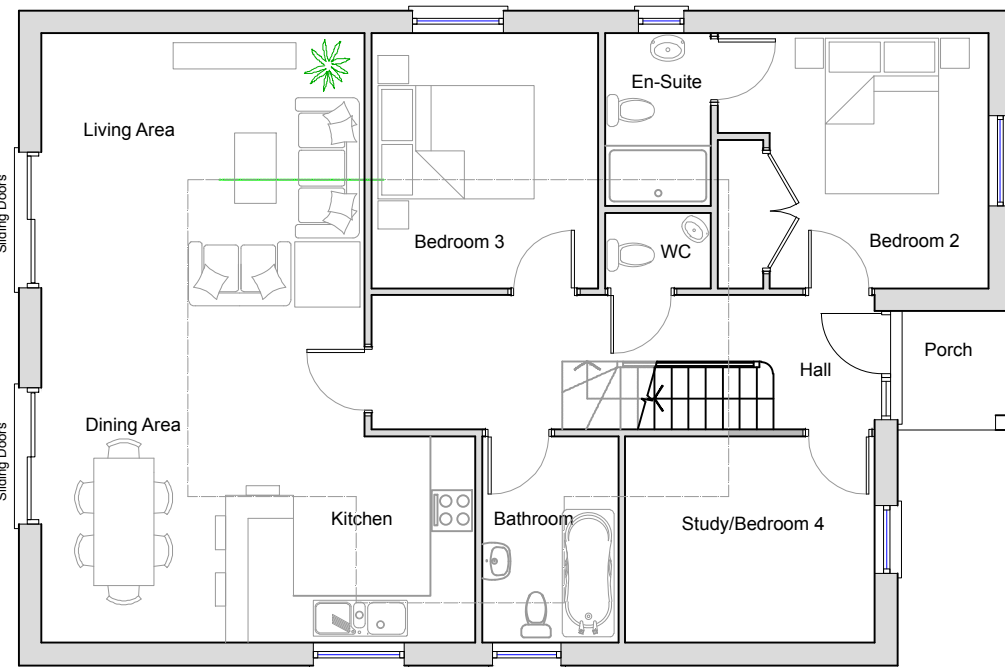 En-Suite
Living Area
Sliding Doors
Bedroom 3
WC
Bedroom 2
Porch
Hall
Dining Area
Sliding Doors
Kitchen
Bathroom
Study/Bedroom 4